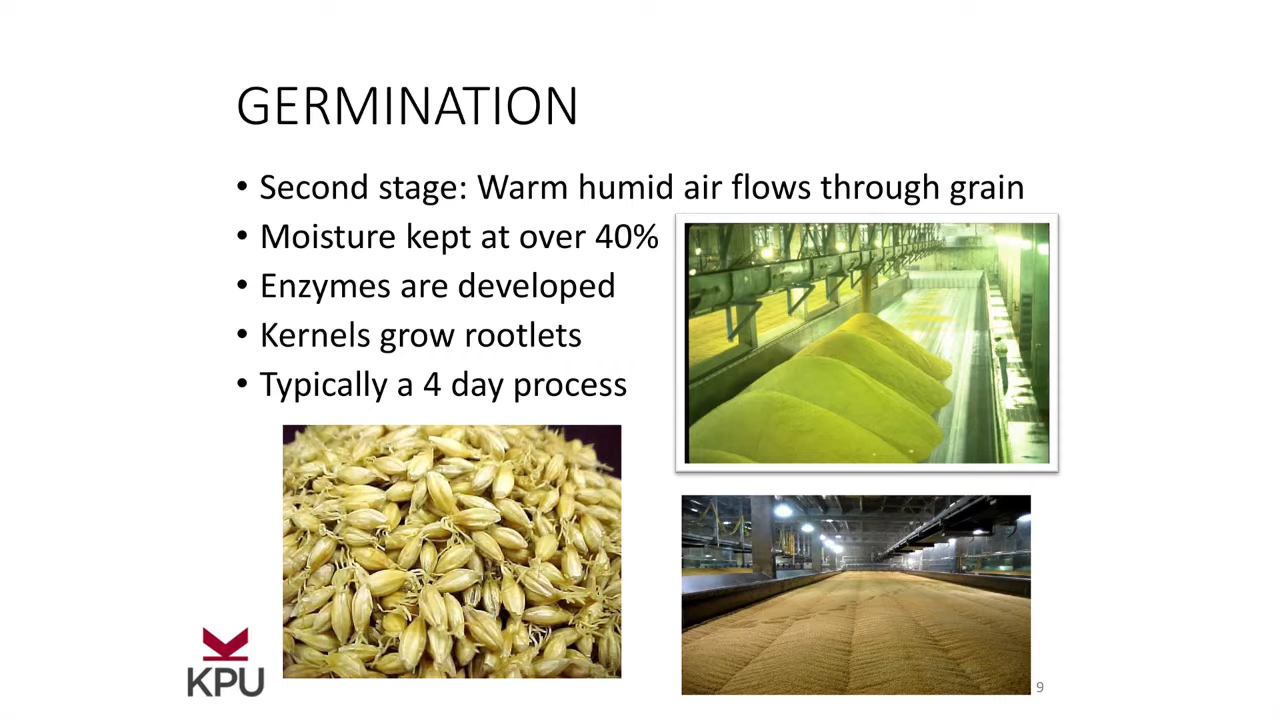 GERMINATION
• Second stage: Warm humid air flows through grain
• Moisture kept at over 40%
• Enzymes are developed
• Kernels grow rootlets
• Typically a 4 day process
KPU
9